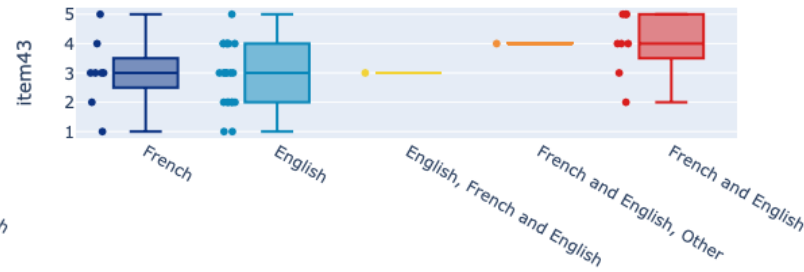 item43
5
4
3
2
1
French
English
English, French and English
French and English, Other
French and English